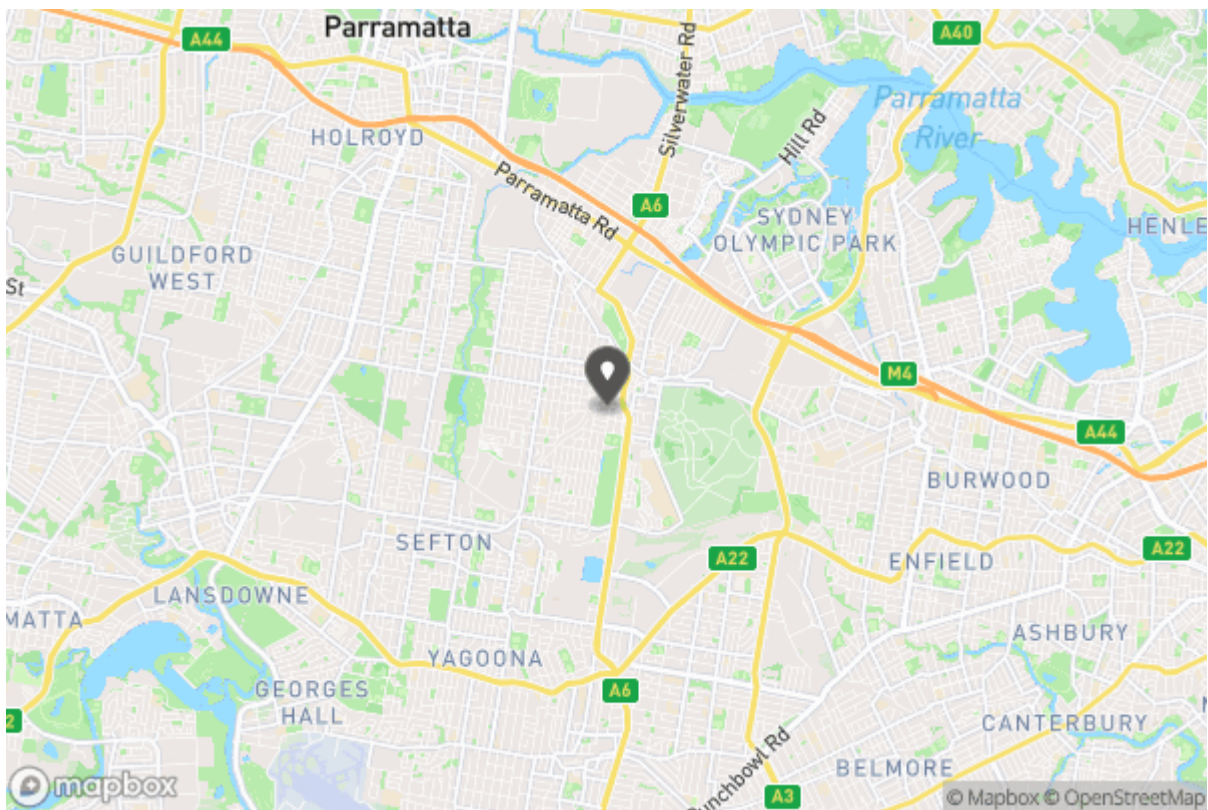 Parramatta
A44
A40
Silverwater Rd
Parramatta
River
Hill Rd
HOLROYD
Parramatta Rd
A6
SYDNEY
OLYMPIC PARK
HENLE
GUILDFORD
WEST
St
M4
A44
BURWOOD
SEFTON
A22
A22
ENFIELD
LANSDOWNE
MATTA
ASHBURY
YAGOONA
GEORGES
HALL
A6
2
CANTERBURY
unchbowl Rd
BELMORE
A3
mapbox
© Mapbox © OpenStreetMap